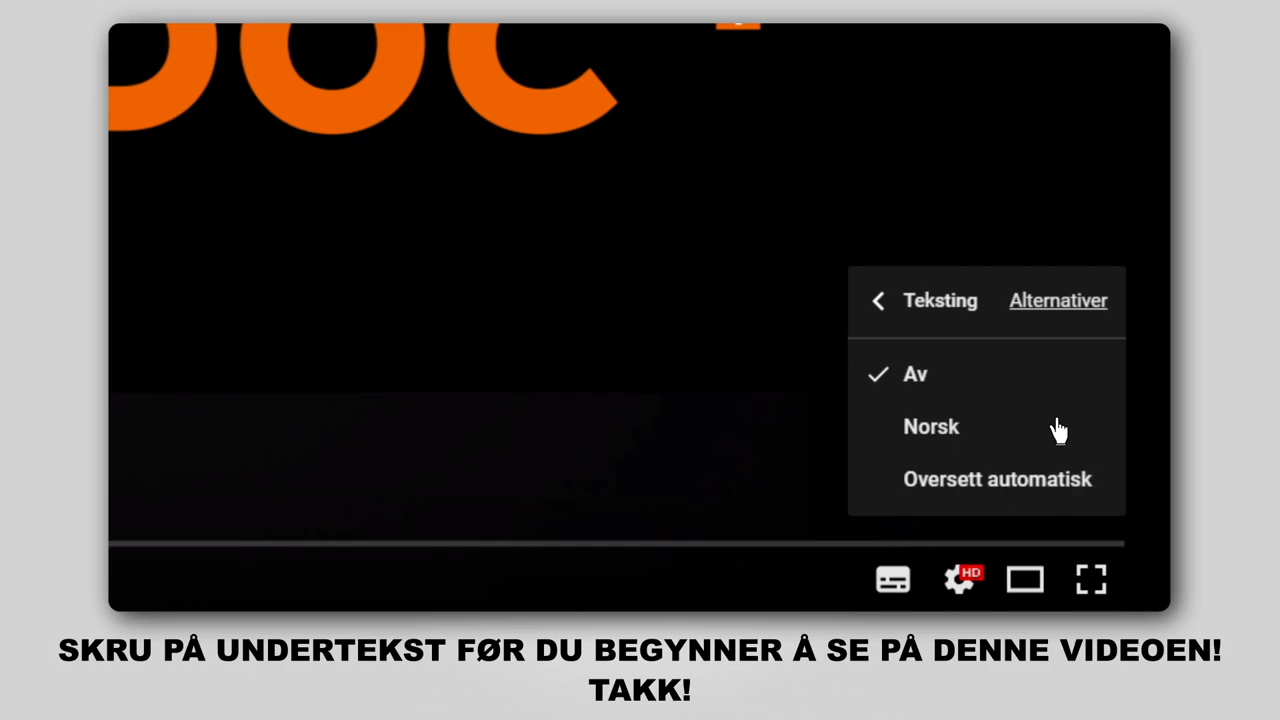 Teksting Alternativer
Av
Norsk
Oversett automatisk
HD
SKRU PÅ UNDERTEKST FØR DU BEGYNNER Å SE PÅ DENNE VIDEOEN!
TAKK!